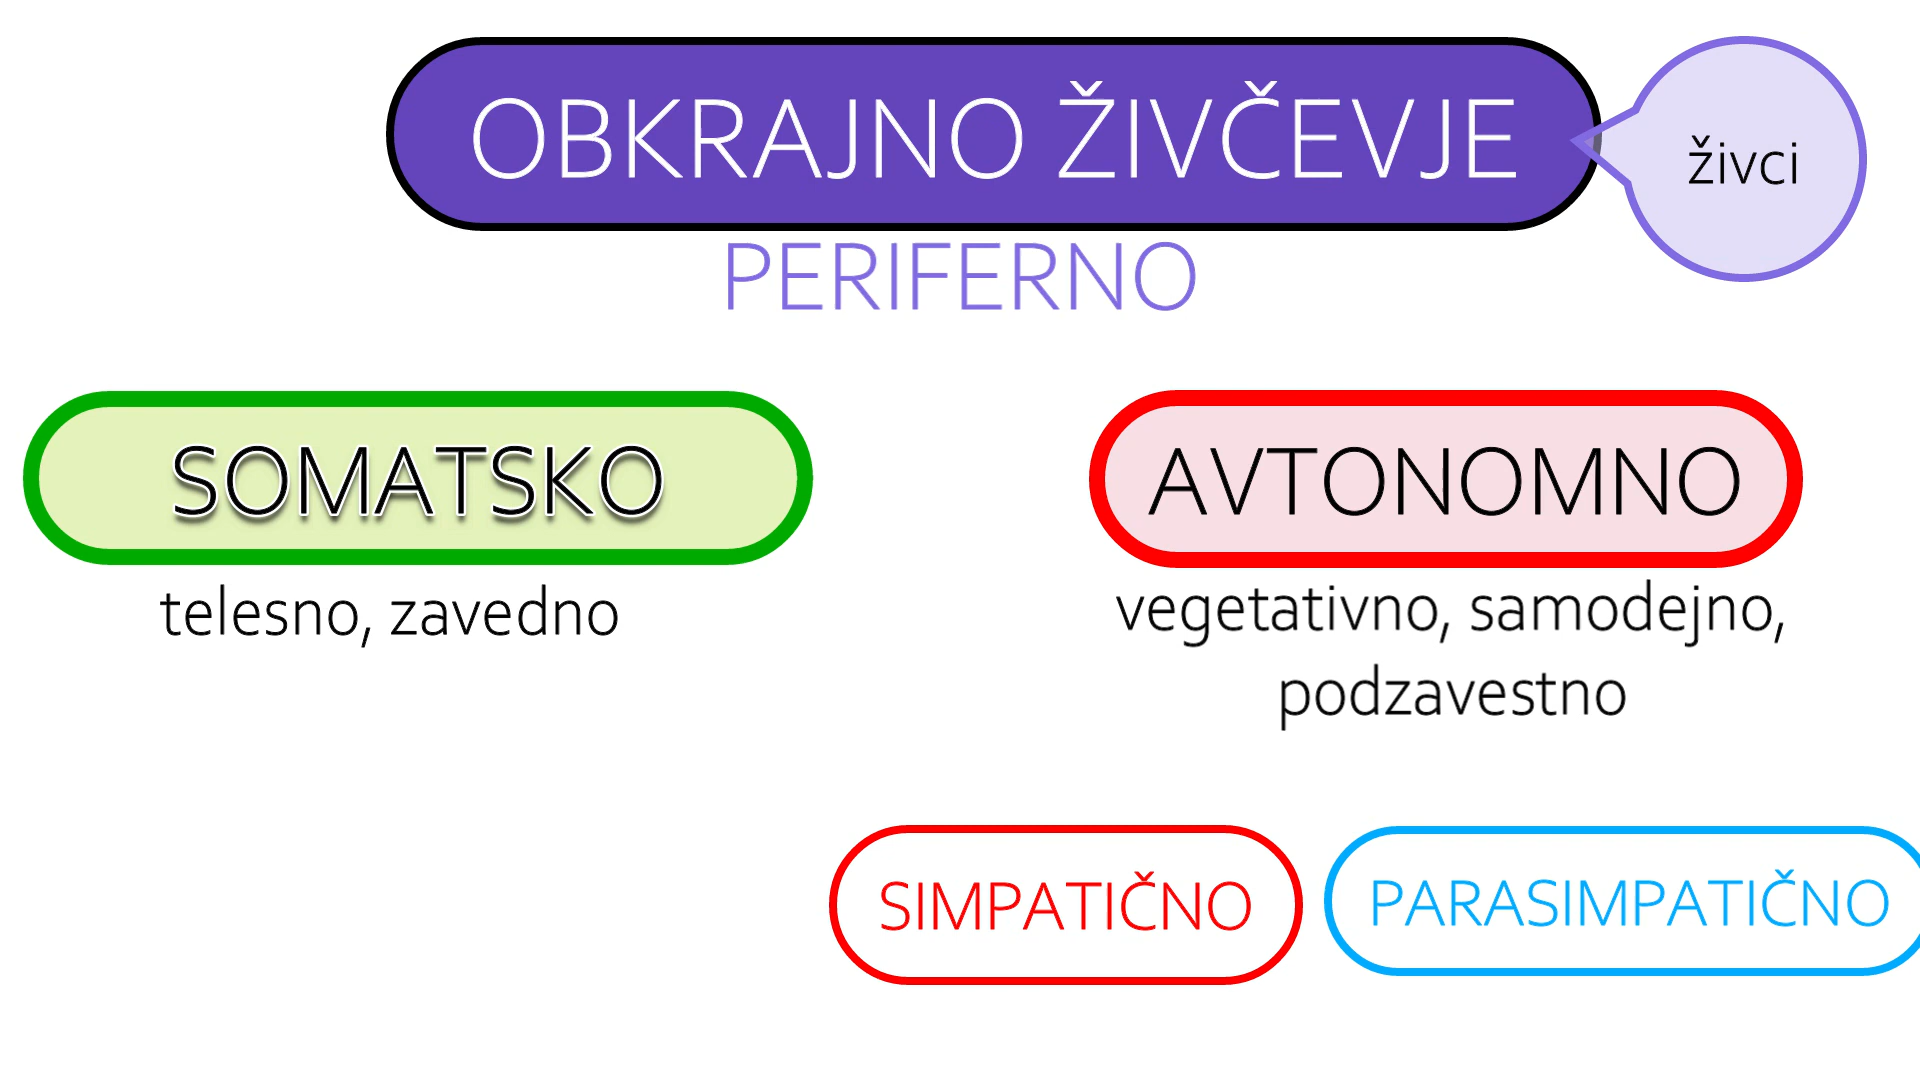 OBKRAJNO ŽIVČEVJE
živci
PERIFERNO
SOMATSKO
AVTONOMNO
telesno, zavedno
vegetativno, samodejno,
podzavestno
SIMPATIČNO
PARASIMPATIČNO